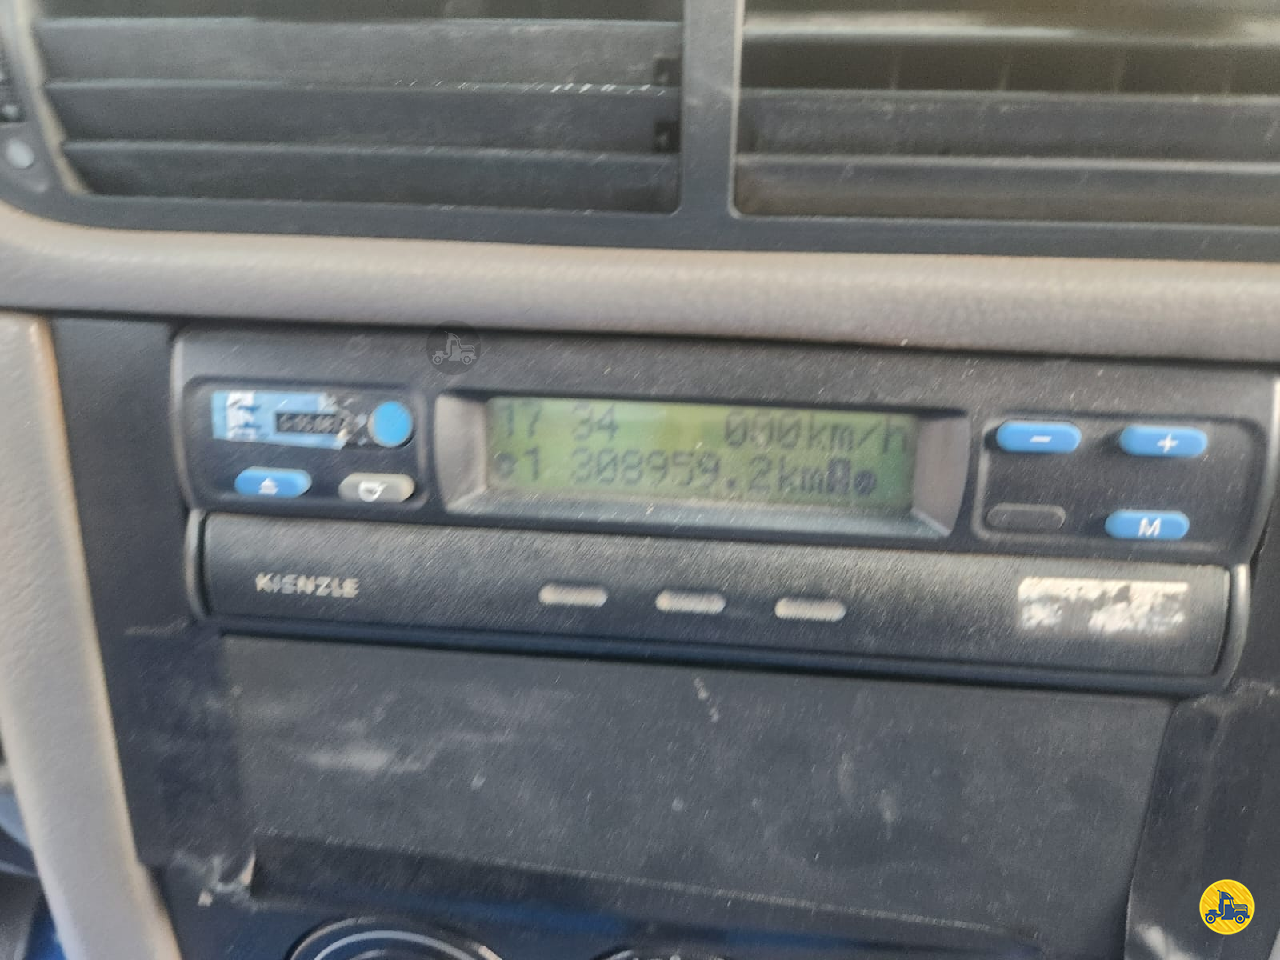 17 34 000km/h
1 308959.2km
- +
M
KIENZLE